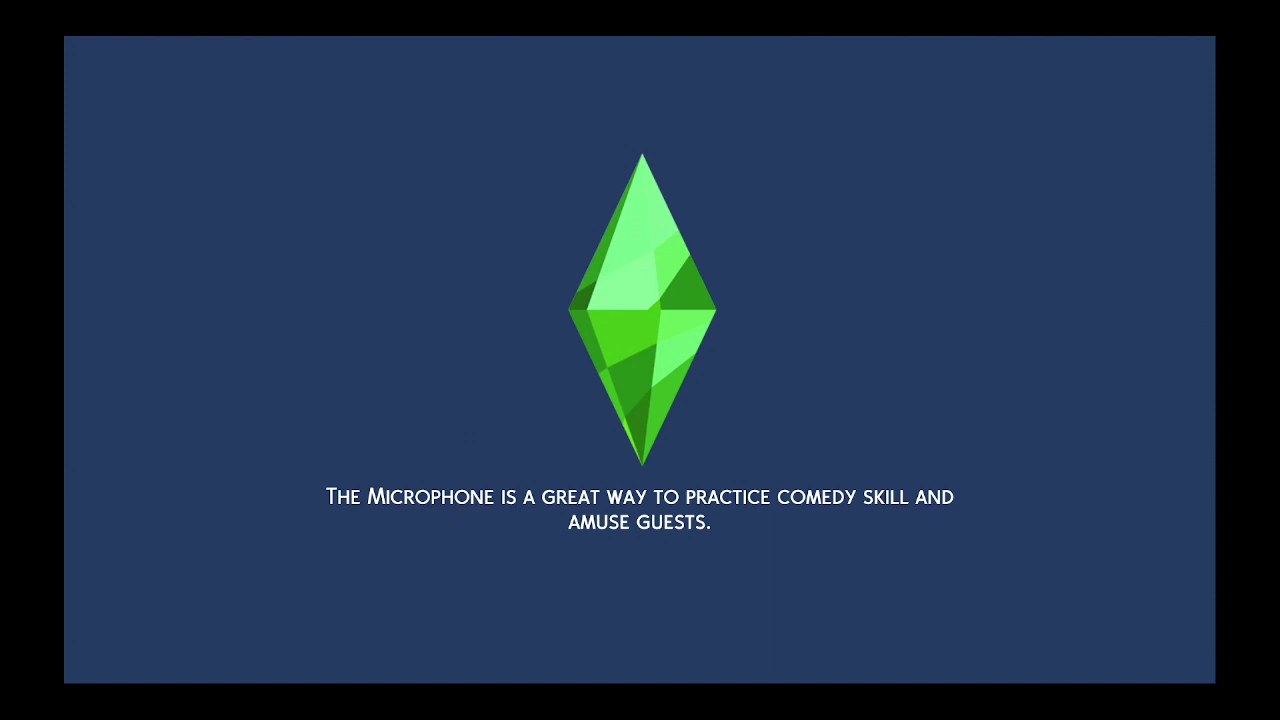 The Microphone is a great way to practice comedy skill and
amuse guests.